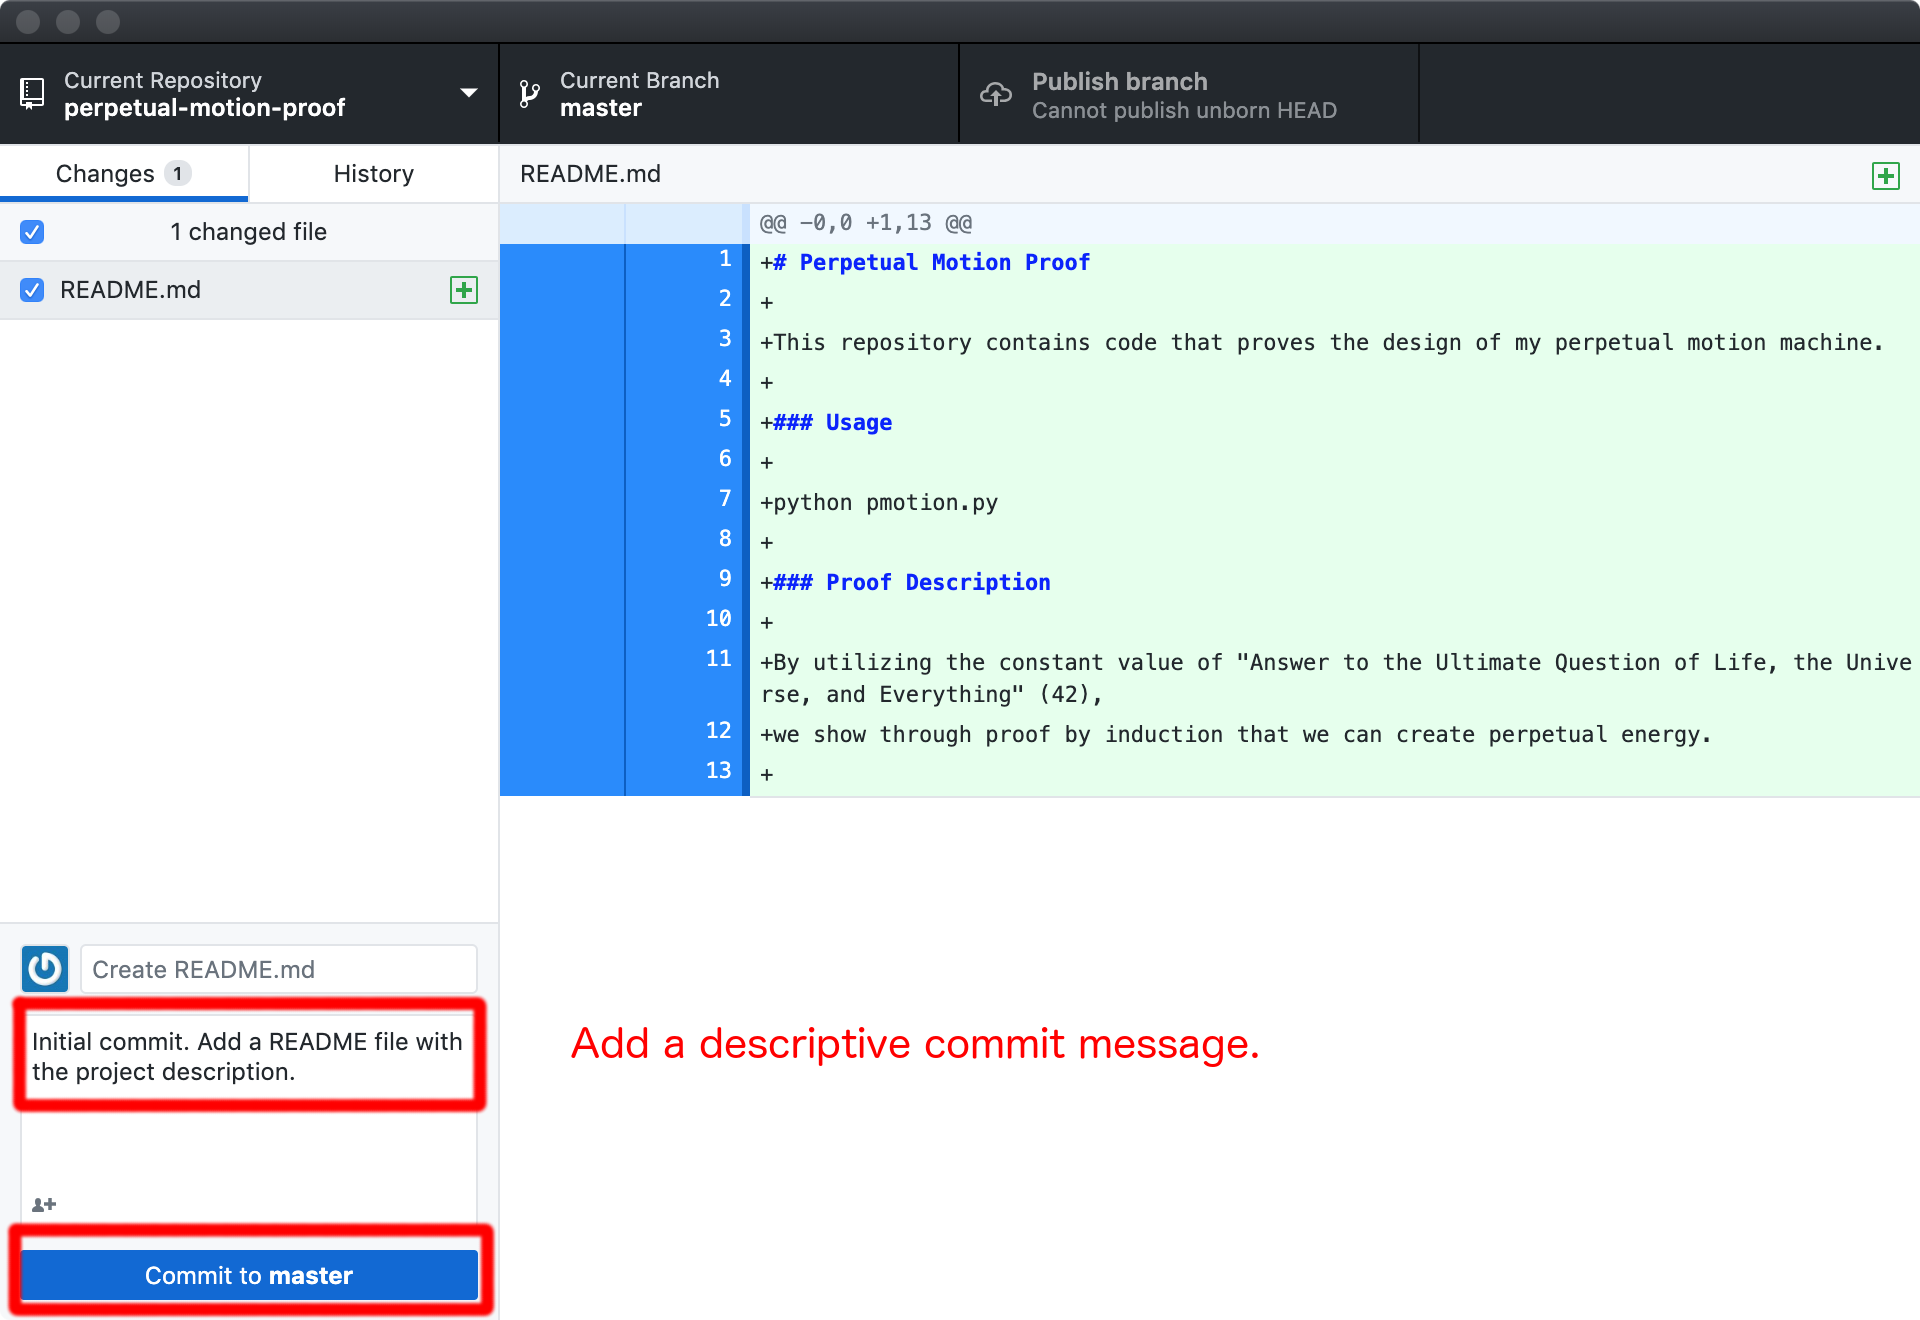 Current Repository
perpetual-motion-proof
Current Branch
master
Publish branch
Cannot publish unborn HEAD
Changes 1
History
README.md
1 changed file
README.md
@@ -0,0 +1,13 @@
1 +# Perpetual Motion Proof
2 +
3 +This repository contains code that proves the design of my perpetual motion machine.
4 +
5 +### Usage
6 +
7 +python pmotion.py
8 +
9 +### Proof Description
10 +
11 +By utilizing the constant value of "Answer to the Ultimate Question of Life, the Unive
rse, and Everything" (42),
12 +we show through proof by induction that we can create perpetual energy.
13 +
Create README.md
Initial commit. Add a README file with
the project description.
Add a descriptive commit message.
Commit to master